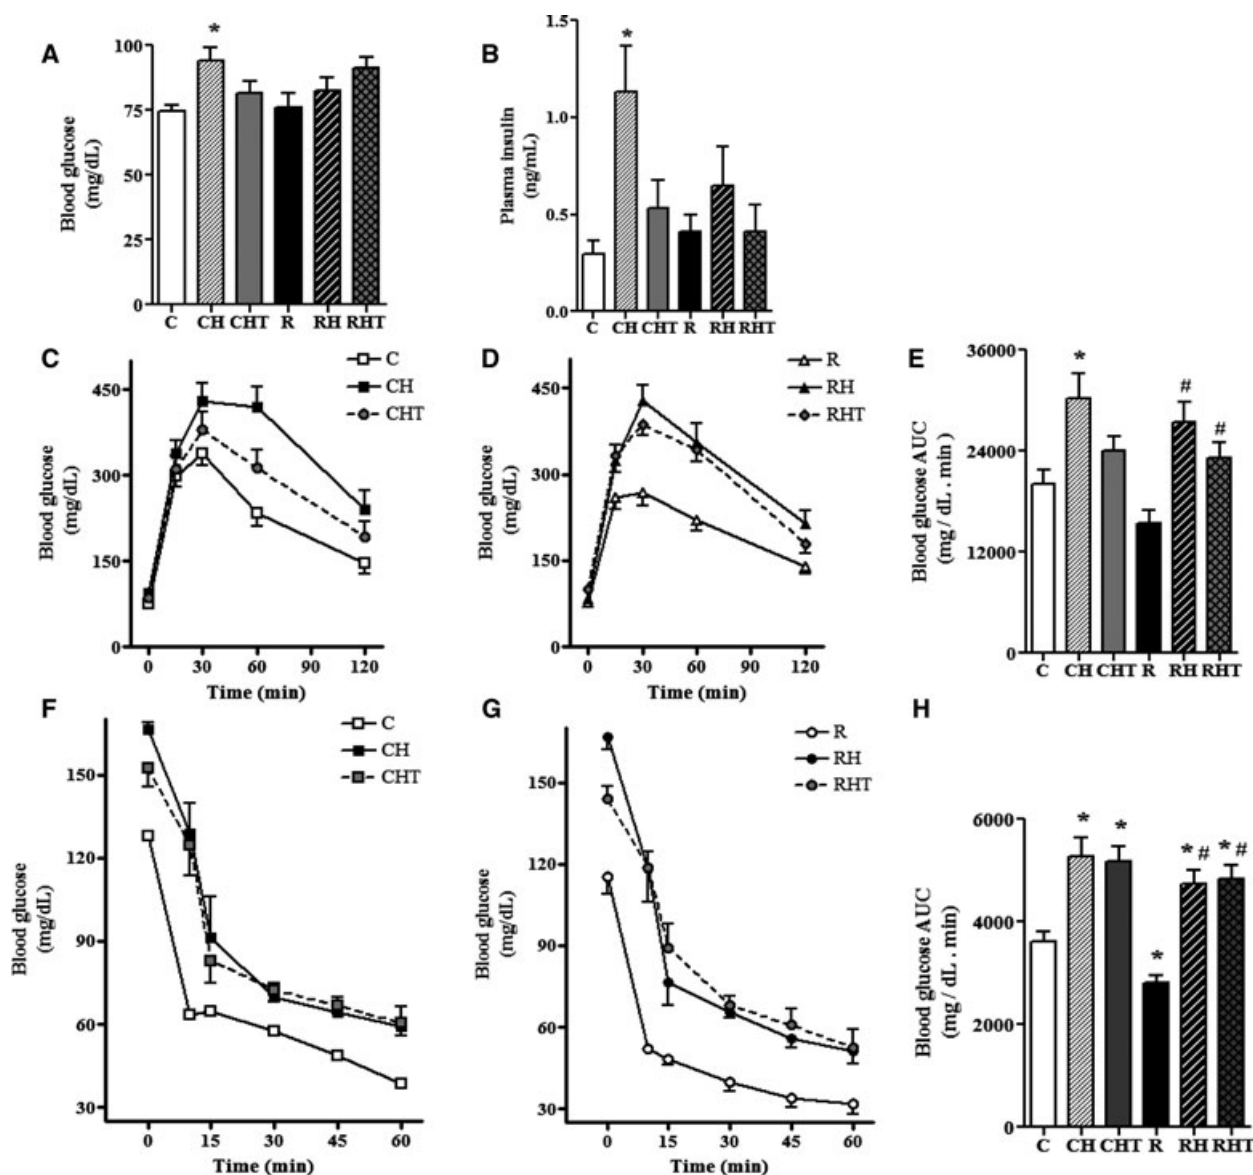 A
Blood glucose
(mg/dL)
100
75
50
25
0
*
C CH CHT R RH RHT
B
Plasma insulin
(ng/mL)
1.5
1.0
0.5
0.0
*
C CH CHT R RH RHT
C
Blood glucose
(mg/dL)
450
300
150
0
C
CH
CHT
0 30 60 90 120
Time (min)
D
Blood glucose
(mg/dL)
450
300
150
0
R
RH
RHT
0 30 60 90 120
Time (min)
E
Blood glucose AUC
(mg / dL . min)
36000
24000
12000
0
* # #
C CH CHT R RH RHT
F
Blood glucose
(mg/dL)
150
120
90
60
30
C
CH
CHT
0 15 30 45 60
Time (min)
G
Blood glucose
(mg/dL)
150
120
90
60
30
R
RH
RHT
0 15 30 45 60
Time (min)
H
Blood glucose AUC
(mg / dL . min)
6000
4000
2000
0
* * * *# *#
C CH CHT R RH RHT